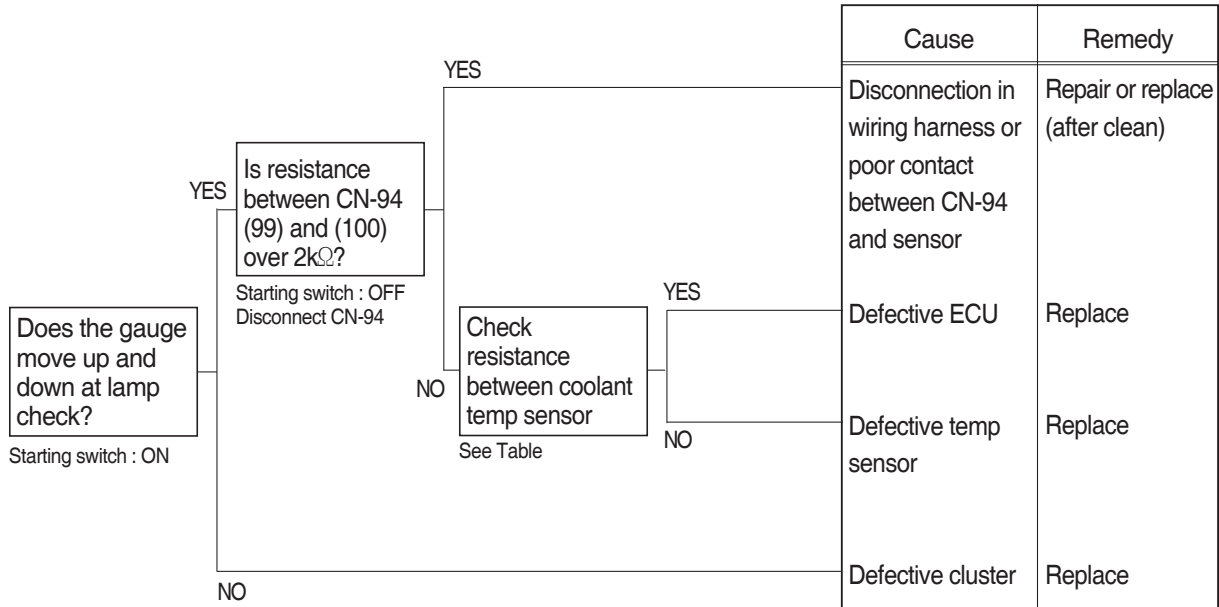 Cause
Remedy
YES
Disconnection in
wiring harness or
poor contact
between CN-94
and sensor
Repair or replace
(after clean)
YES
Is resistance
between CN-94
(99) and (100)
over 2kΩ?
Starting switch : OFF
Disconnect CN-94
YES
Defective ECU
Replace
Does the gauge
move up and
down at lamp
check?
Starting switch : ON
NO
Check
resistance
between coolant
temp sensor
See Table
NO
Defective temp
sensor
Replace
NO
Defective cluster
Replace